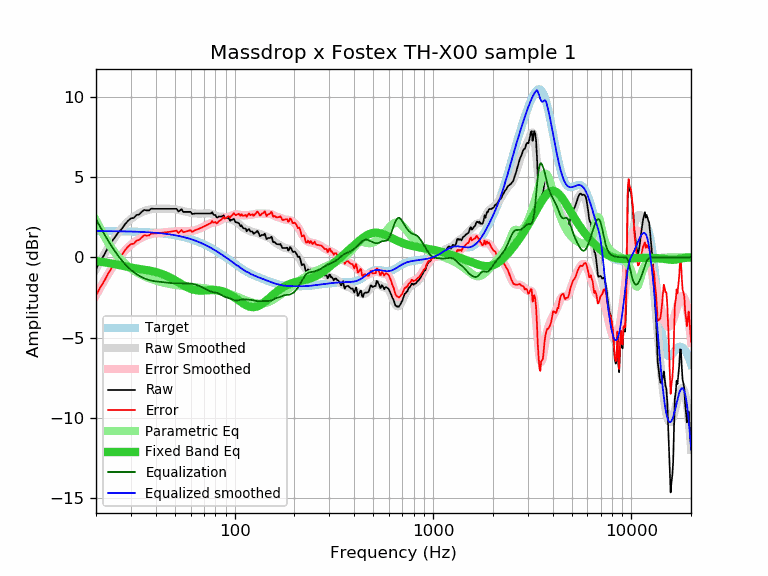 Massdrop x Fostex TH-X00 sample 1
Amplitude (dBr)
10
5
0
−5
−10
−15
Target
Raw Smoothed
Error Smoothed
Raw
Error
Parametric Eq
Fixed Band Eq
Equalization
Equalized smoothed
100 1000 10000
Frequency (Hz)